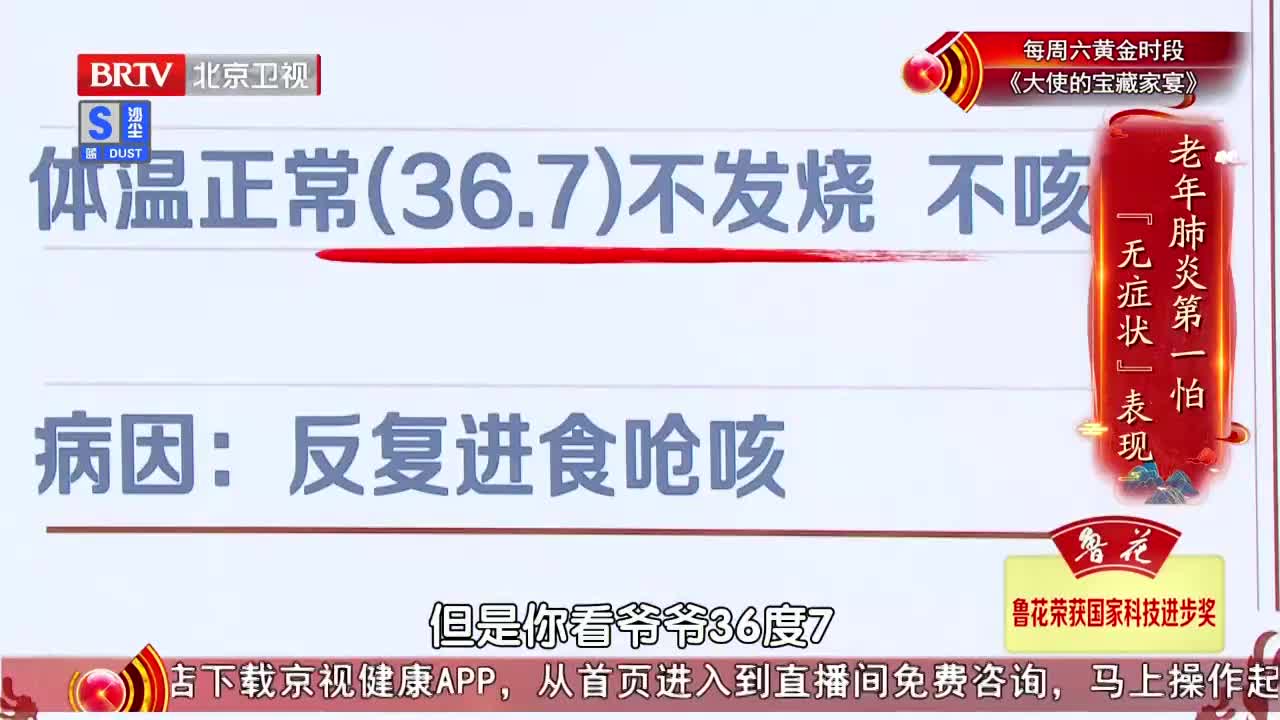 BRTV 北京卫视
每周六黄金时段
《大使的宝藏家宴》
S 沙尘
DUST
体温正常(36.7)不发烧 不咳
老年肺炎第一怕
『无症状』表现
病因：反复进食呛咳
鲁花
鲁花荣获国家科技进步奖
但是你看爷爷36度7
店下载京视健康APP，从首页进入到直播间免费咨询，马上操作起